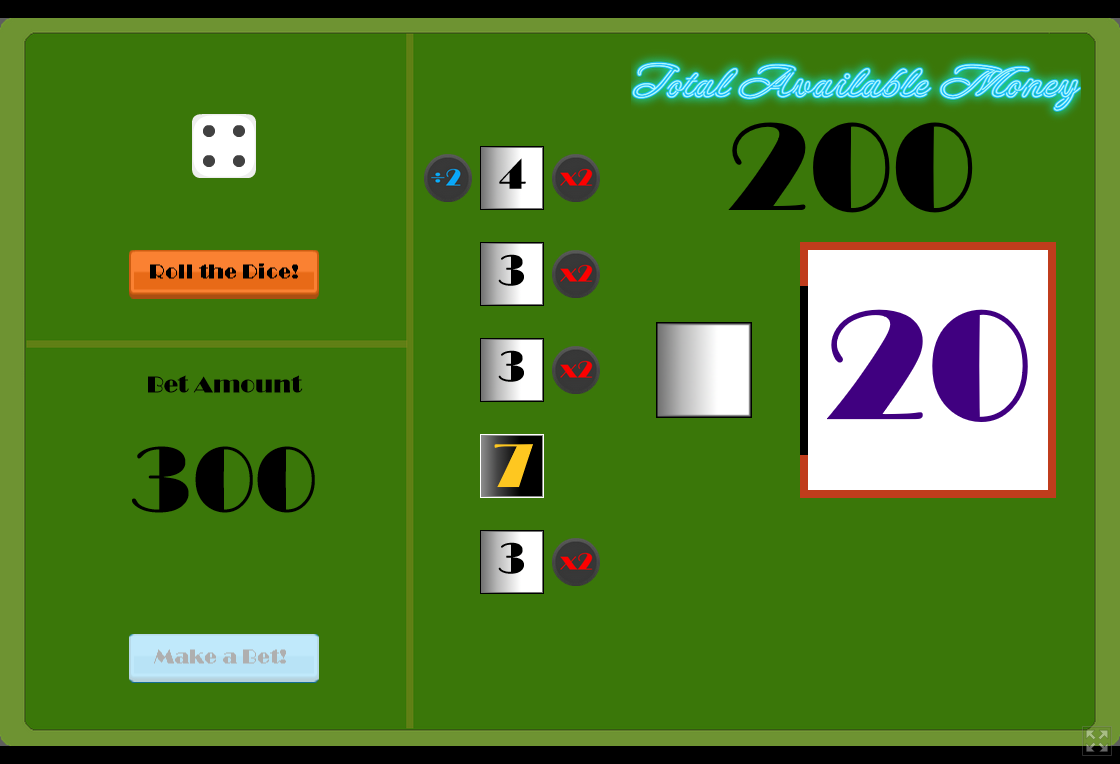 Total Available Money
200
÷2 4 x2
Roll the Dice!
3 x2
20
3 x2
Bet Amount
300
7
3 x2
Make a Bet!